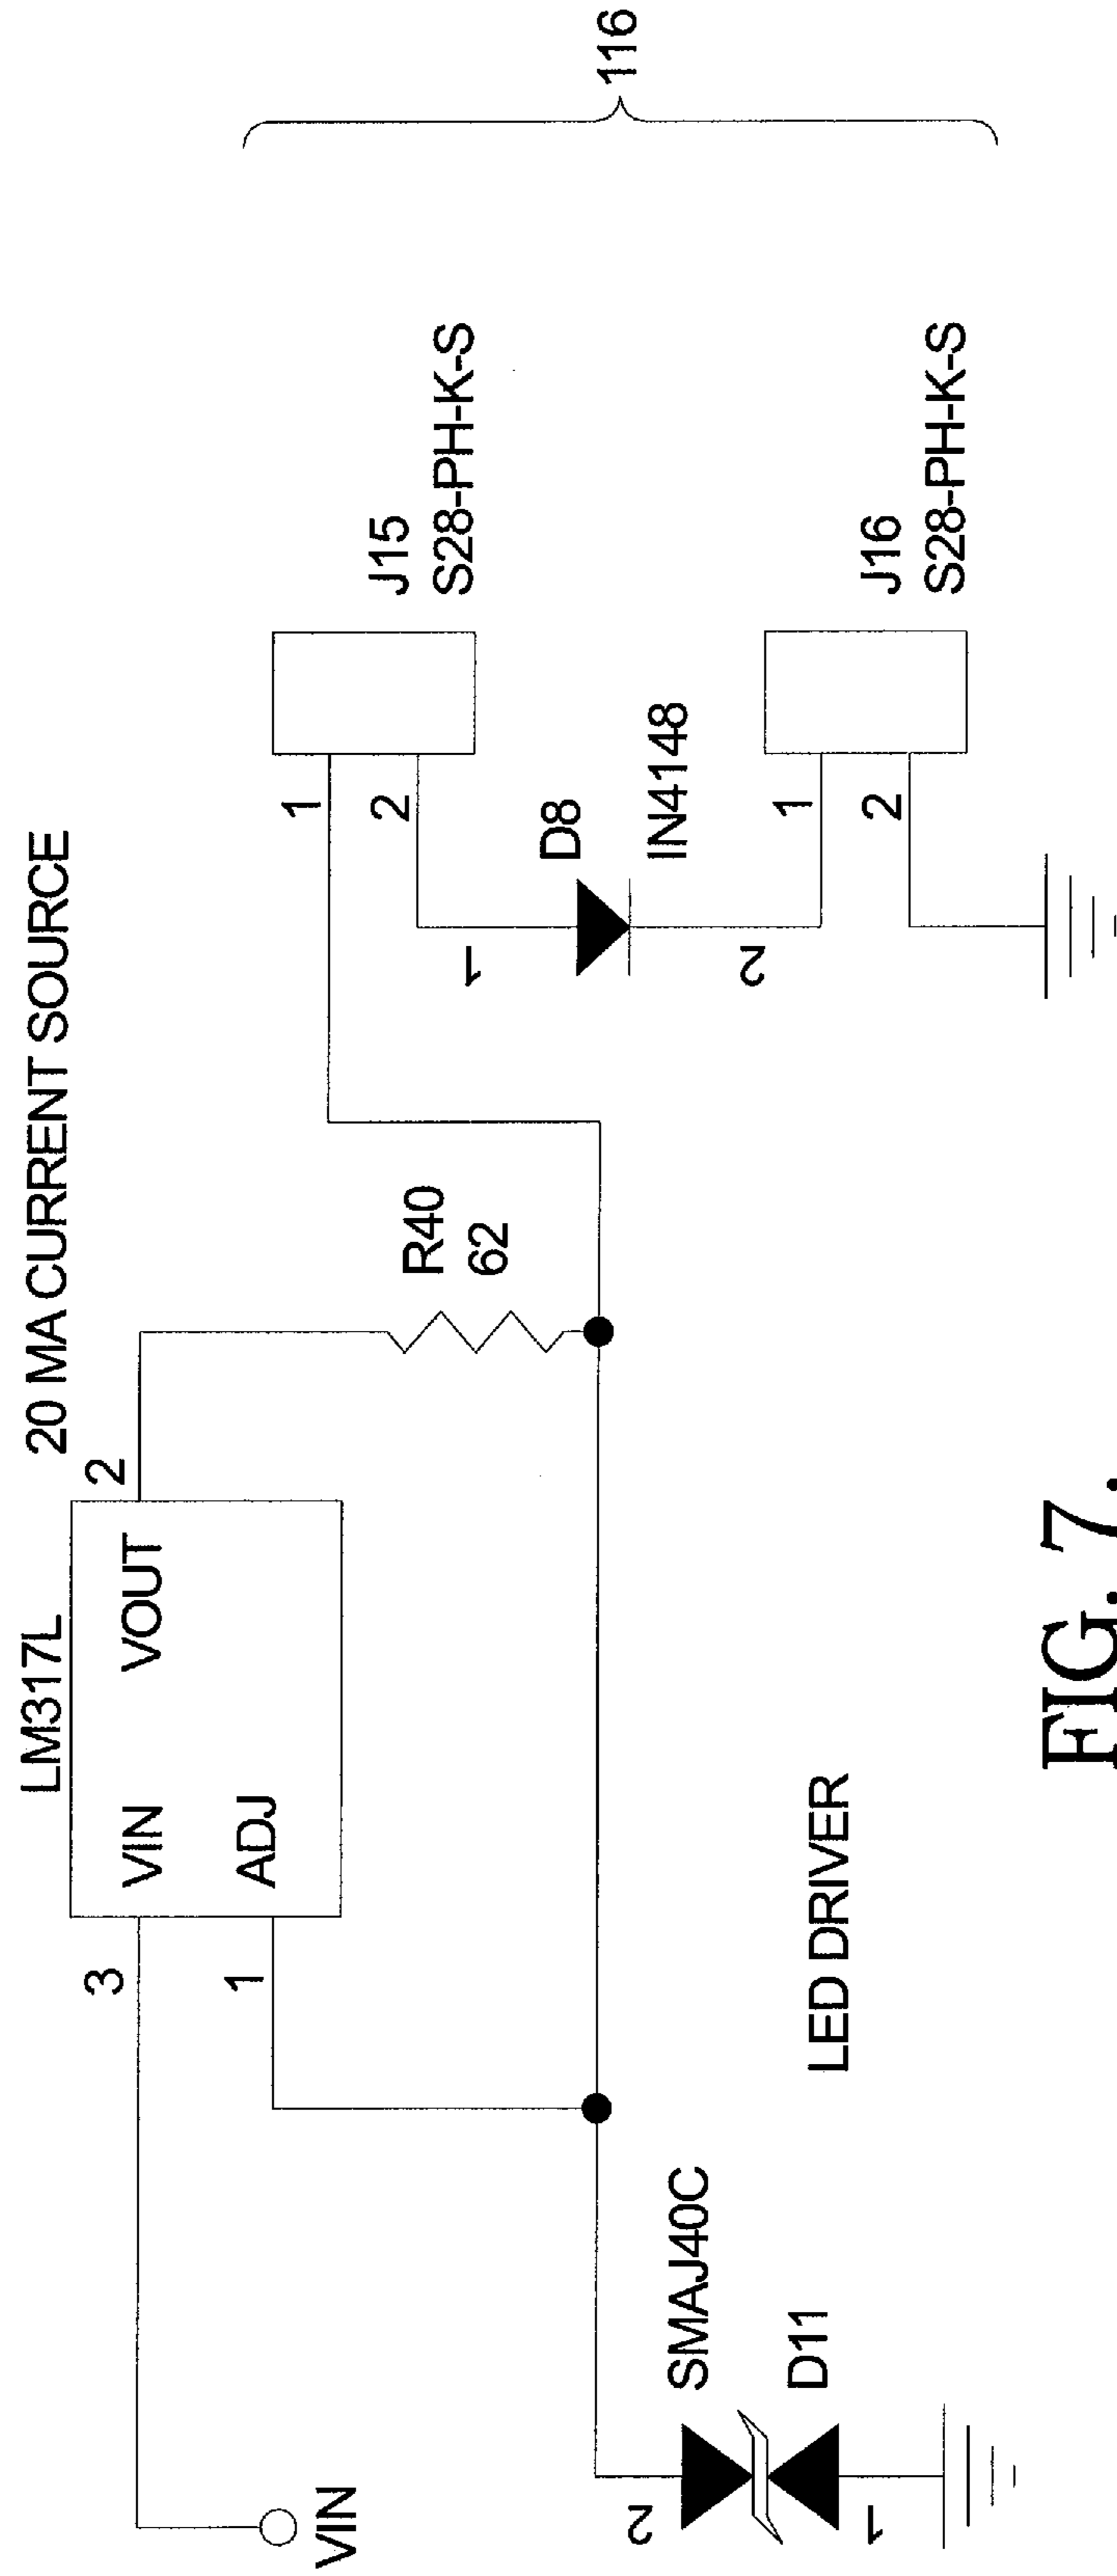 20 MA CURRENT SOURCE
LM317L
VIN
VOUT
ADJ
3
2
1
VIN
R40
62
1
2
J15
S28-PH-K-S
1
D8
IN4148
2
1
2
J16
S28-PH-K-S
116
SMAJ40C
D11
2
1
LED DRIVER
FIG. 7.